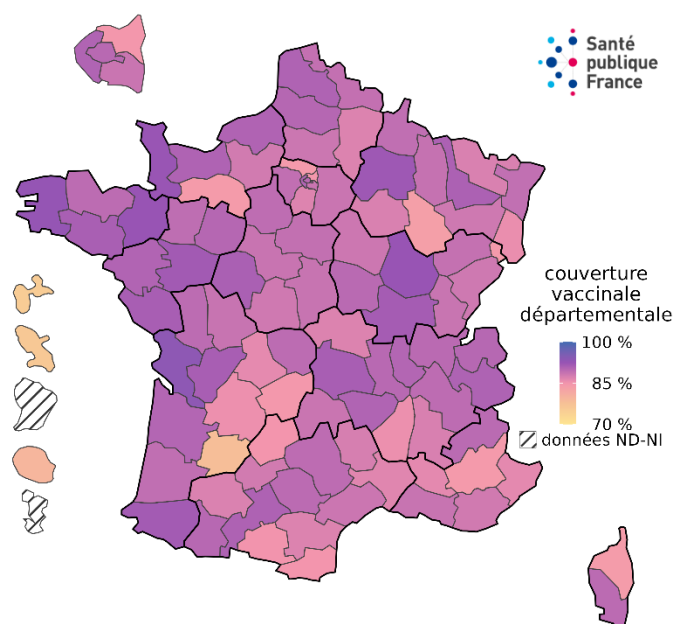 Santé
publique
France
couverture
vaccinale
départementale
100 %
85 %
70 %
données ND-NI